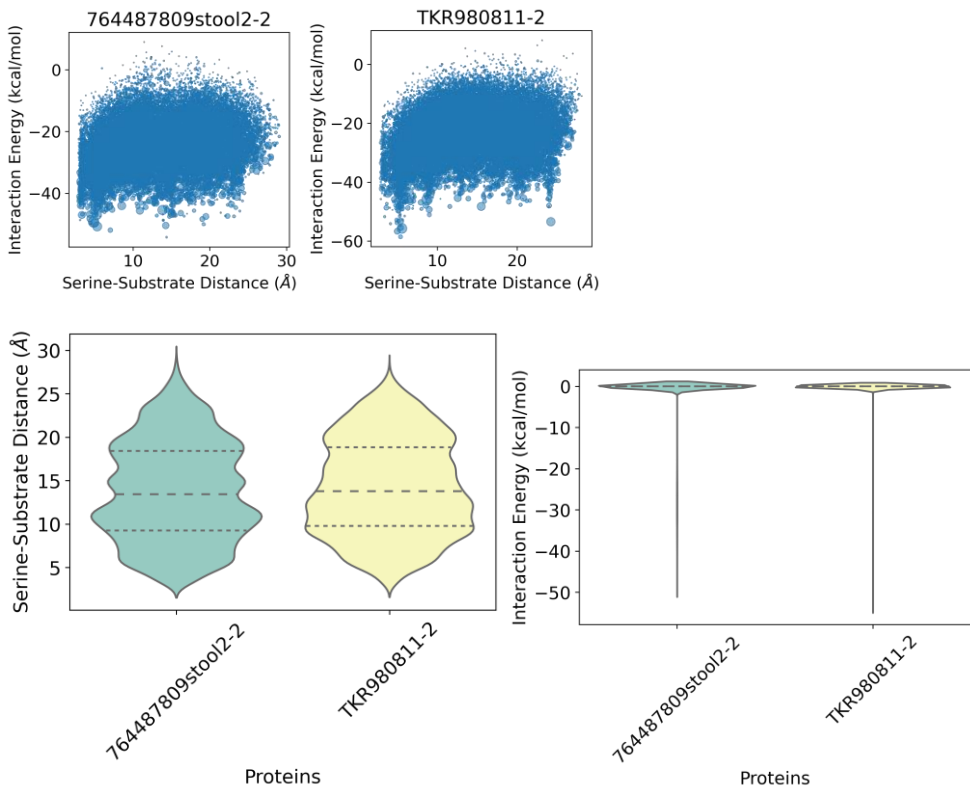 764487809stool2-2
TKR980811-2
Interaction Energy (kcal/mol)
0
−20
−40
10
20
30
Serine-Substrate Distance (Å)
Interaction Energy (kcal/mol)
0
−20
−40
−60
10
20
Serine-Substrate Distance (Å)
Serine-Substrate Distance (Å)
30
25
20
15
10
5
764487809stool2-2
TKR980811-2
Proteins
Interaction Energy (kcal/mol)
0
−10
−20
−30
−40
−50
764487809stool2-2
TKR980811-2
Proteins